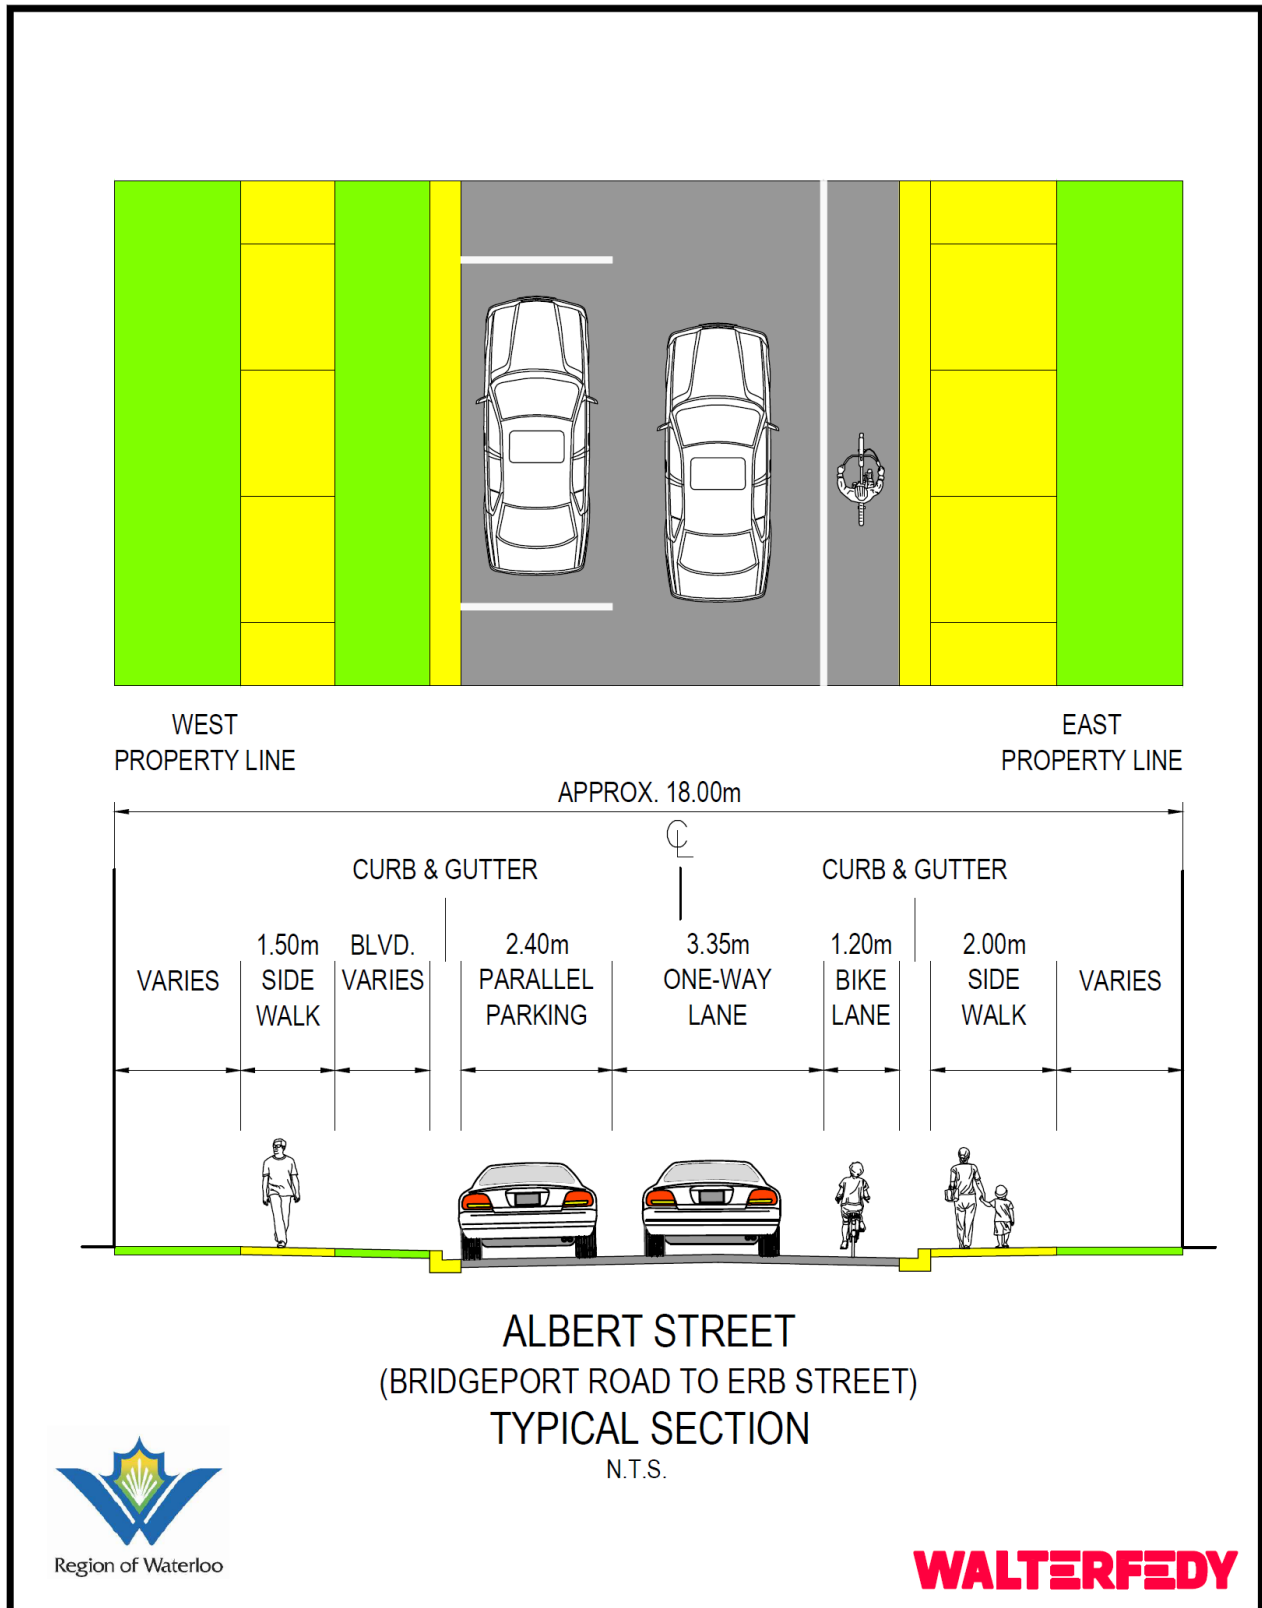 WEST
PROPERTY LINE
EAST
PROPERTY LINE
APPROX. 18.00m
CL
CURB & GUTTER
CURB & GUTTER
VARIES
1.50m
SIDE
WALK
BLVD.
VARIES
2.40m
PARALLEL
PARKING
3.35m
ONE-WAY
LANE
1.20m
BIKE
LANE
2.00m
SIDE
WALK
VARIES
ALBERT STREET
(BRIDGEPORT ROAD TO ERB STREET)
TYPICAL SECTION
N.T.S.
Region of Waterloo
WALTERFEDY